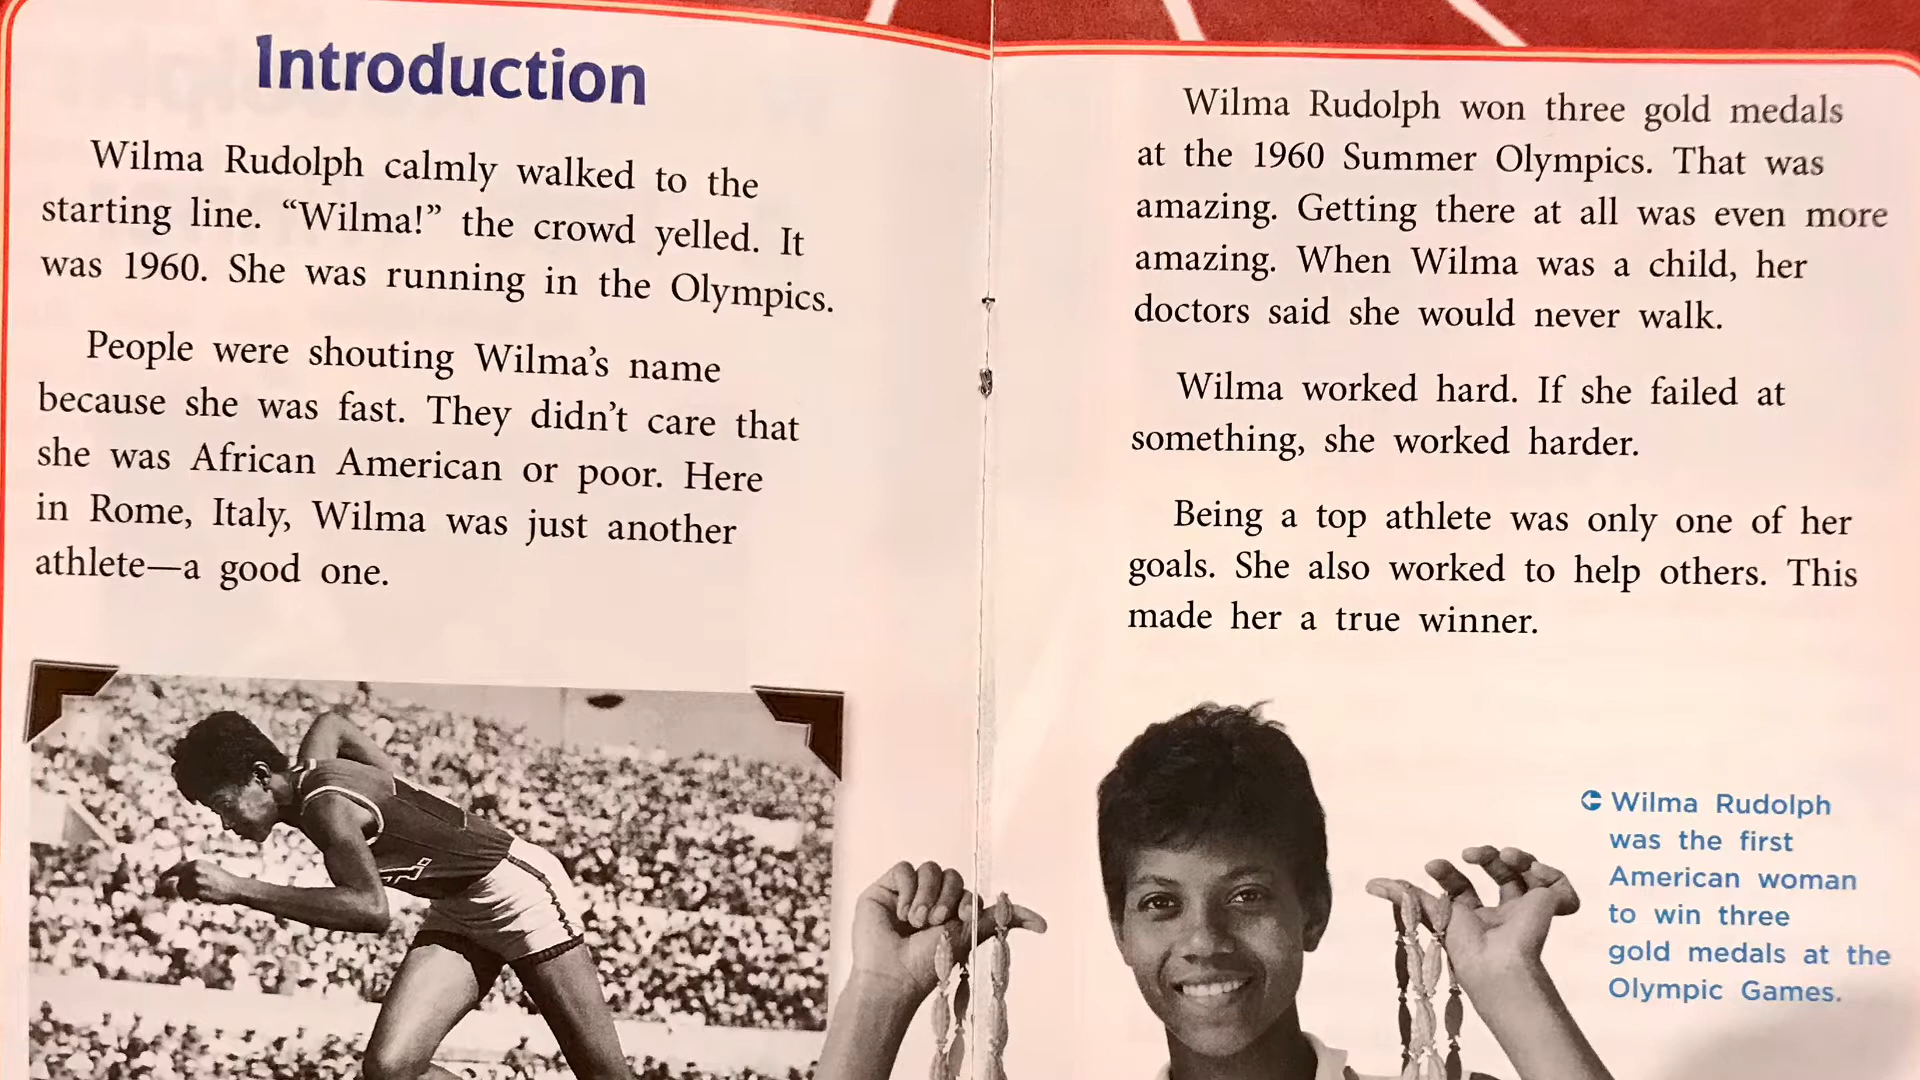 Introduction
Wilma Rudolph calmly walked to the
starting line. “Wilma!” the crowd yelled. It
was 1960. She was running in the Olympics.
People were shouting Wilma’s name
because she was fast. They didn’t care that
she was African American or poor. Here
in Rome, Italy, Wilma was just another
athlete—a good one.
Wilma Rudolph won three gold medals
at the 1960 Summer Olympics. That was
amazing. Getting there at all was even more
amazing. When Wilma was a child, her
doctors said she would never walk.
Wilma worked hard. If she failed at
something, she worked harder.
Being a top athlete was only one of her
goals. She also worked to help others. This
made her a true winner.
Wilma Rudolph
was the first
American woman
to win three
gold medals at the
Olympic Games.